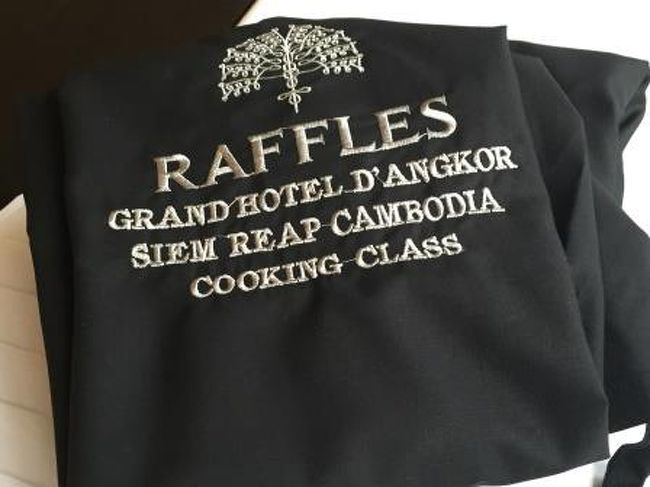 RAFFLES
GRAND HOTEL D'ANGKOR
SIEM REAP CAMBODIA
COOKING CLASS